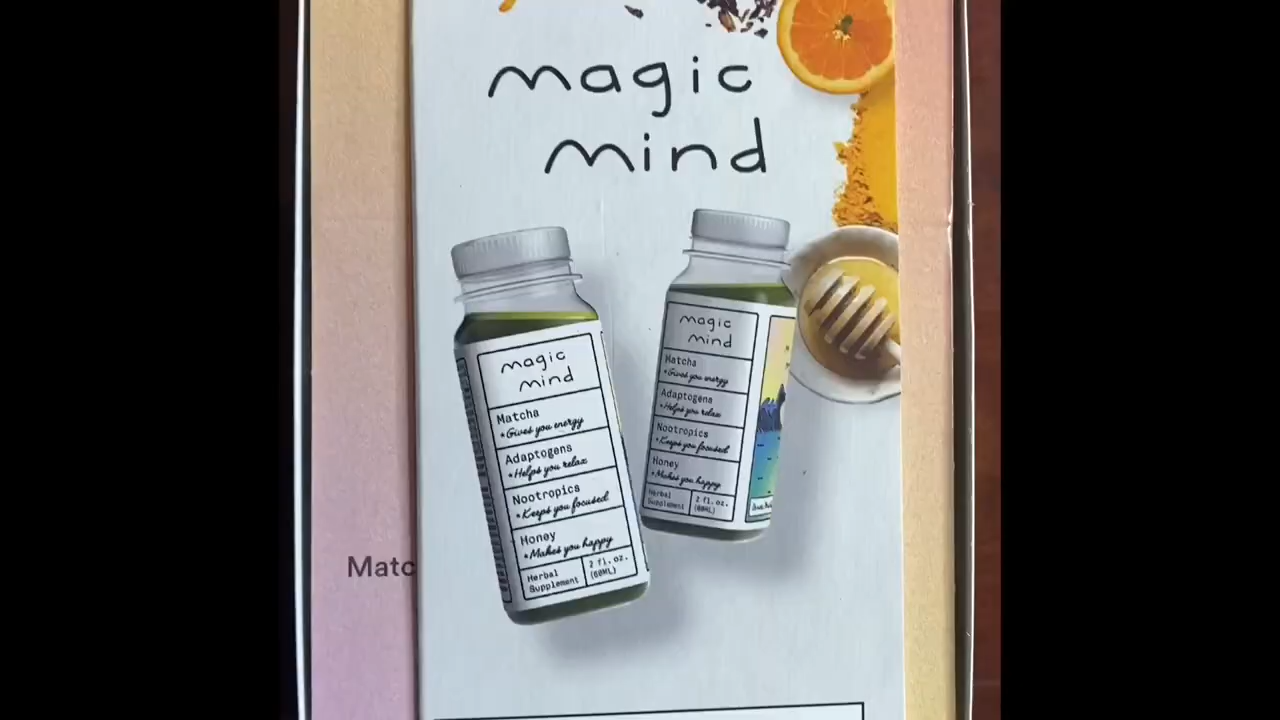 magic
mind
magic
mind
Matcha
*Gives you energy
Adaptogens
*Helps you relax
Nootropics
*Keeps you focused
Honey
*Makes you happy
Herbal
Supplement
2 fl. oz.
(60ML)
magic
mind
Matcha
*Gives you energy
Adaptogens
*Helps you relax
Nootropics
*Keeps you focused
Honey
*Makes you happy
Herbal
Supplement
2 fl. oz.
(60ML)
Matc